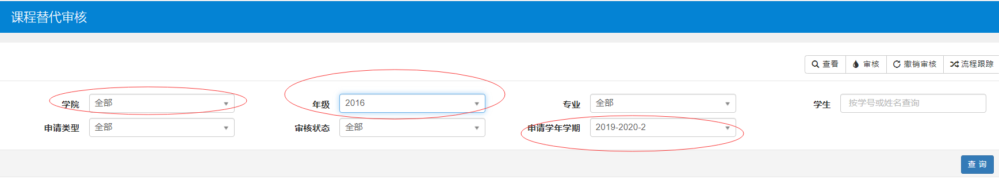 课程替代审核
查看 审核 撤销审核 流程跟踪
学院 全部 年级 2016 专业 全部 学生 按学号或姓名查询
申请类型 全部 审核状态 全部 申请学年学期 2019-2020-2
查 询